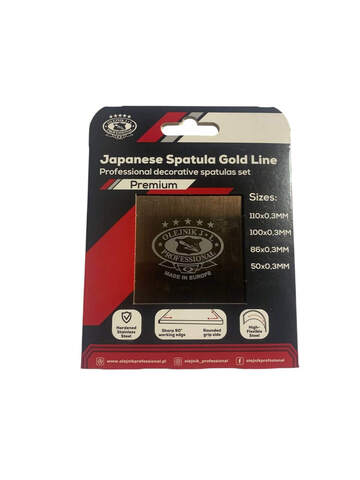 OLEJNIK J.
PROFESSIONAL
Japanese Spatula Gold Line
Professional decorative spatulas set
Premium
Sizes:
110x0,3MM
100x0,3MM
86x0,3MM
50x0,3MM
OLEJNIK J.
PROFESSIONAL
MADE IN EUROPE
Hardened
Stainless
Steel
Sharp 90°
working edge
Rounded
grip side
High-
Flexible
Steel
www.olejnikprofessional.pl
olejnik_professional
olejnikprofessional